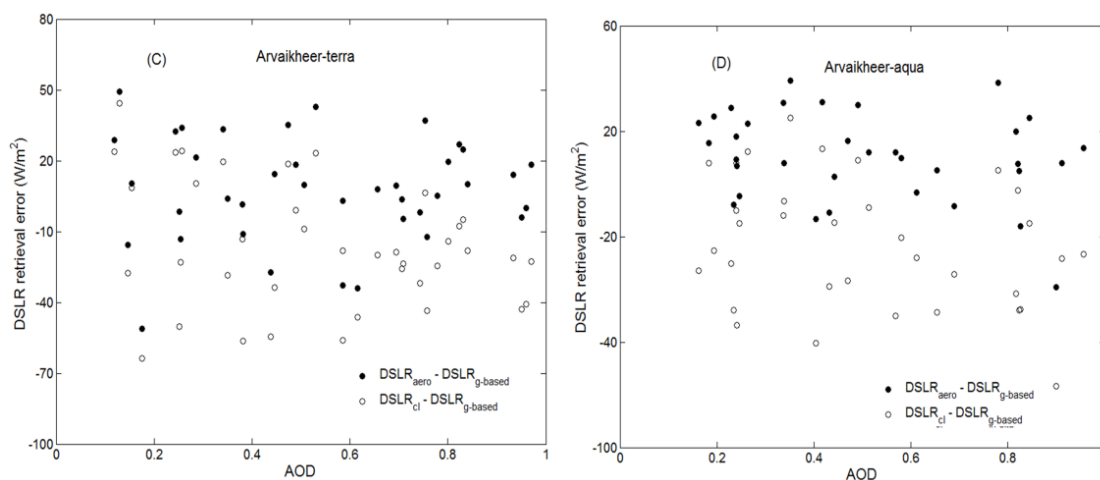 80
50
20
-10
-40
-70
-100
DSLR retrieval error (W/m²)
(C)
Arvaikheer-terra
DSLR_aero - DSLR_g-based
DSLR_cl - DSLR_g-based
0
0.2
0.4
0.6
0.8
1
AOD
60
20
-20
-40
-100
DSLR retrieval error (W/m²)
(D)
Arvaikheer-aqua
DSLR_aero - DSLR_g-based
DSLR_cl - DSLR_g-based
0
0.2
0.4
0.6
0.8
AOD